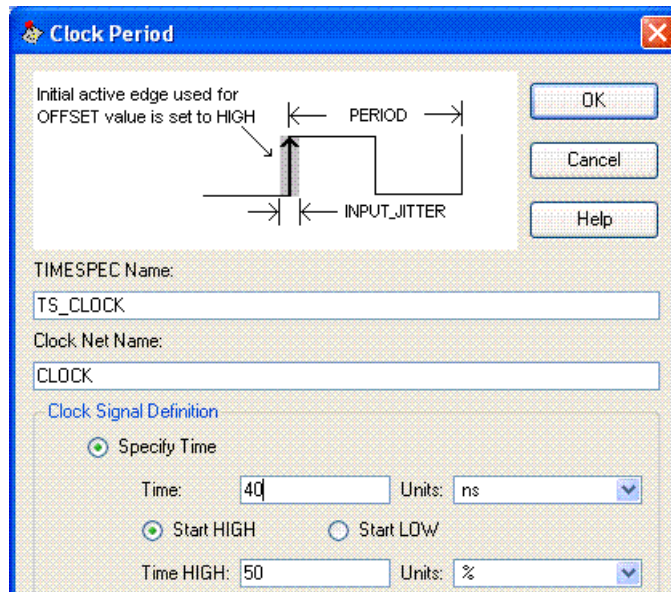 Clock Period
Initial active edge used for
OFFSET value is set to HIGH
PERIOD
INPUT_JITTER
OK
Cancel
Help
TIMESPEC Name:
TS_CLOCK
Clock Net Name:
CLOCK
Clock Signal Definition
Specify Time
Time: 40 Units: ns
Start HIGH Start LOW
Time HIGH: 50 Units: %